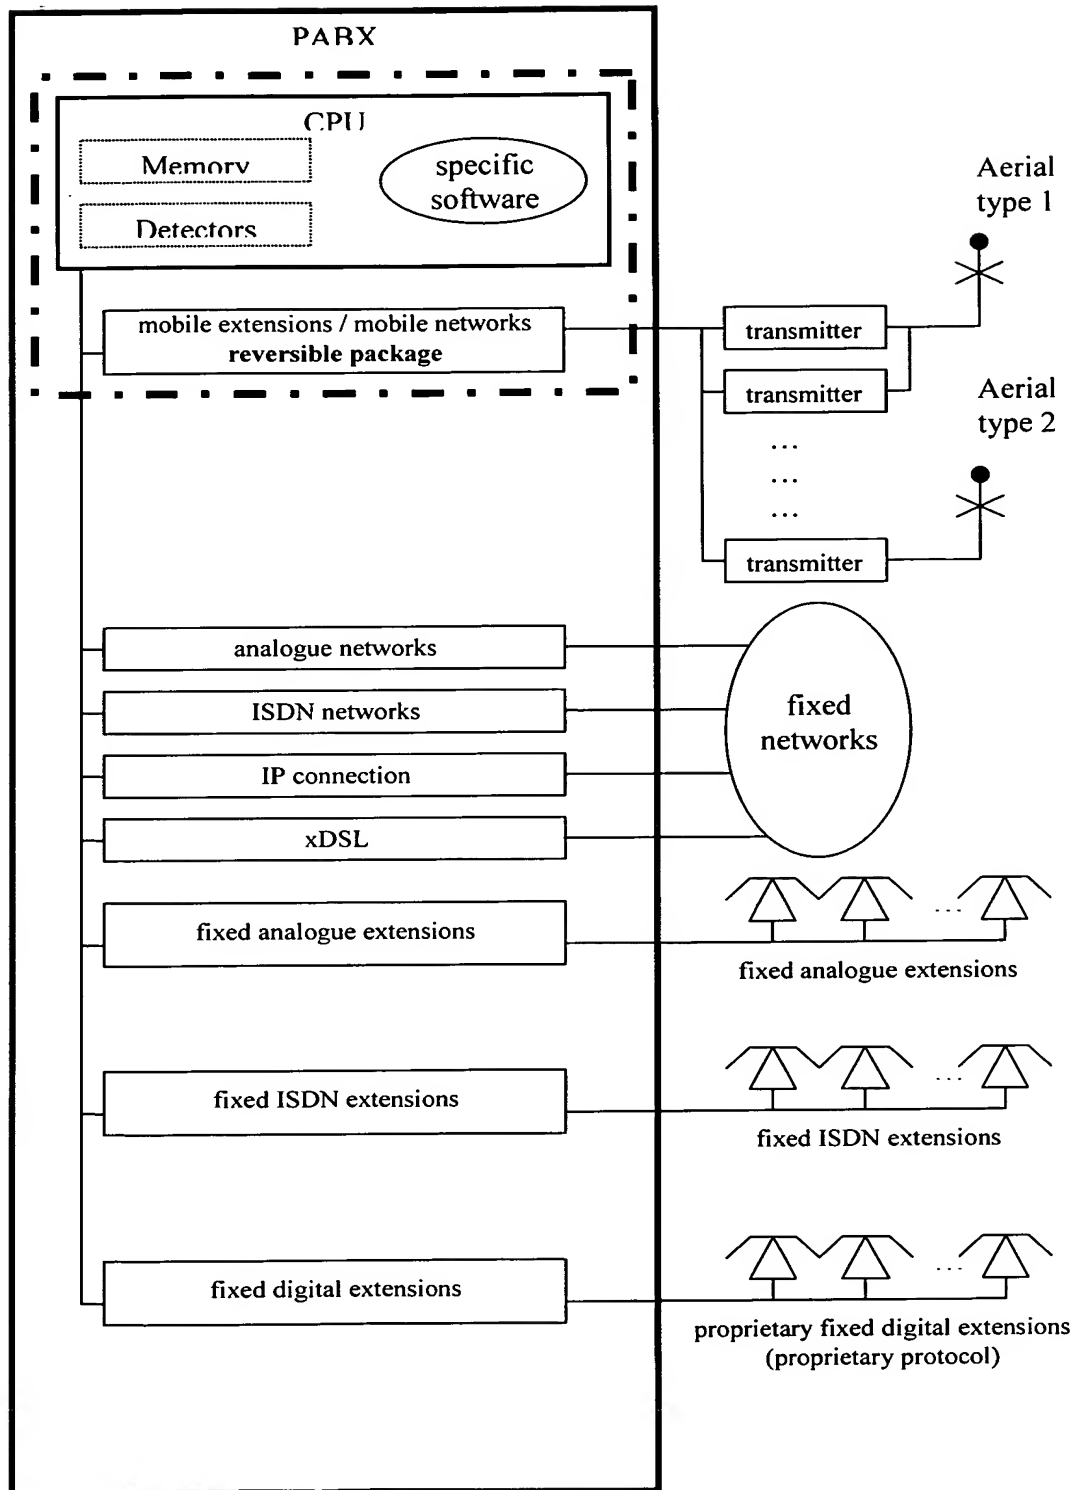 PABX
CPU
Memory
specific
software
Detectors
Aerial
type 1
mobile extensions / mobile networks
reversible package
transmitter
transmitter
Aerial
type 2
...
...
...
transmitter
analogue networks
ISDN networks
IP connection
xDSL
fixed
networks
fixed analogue extensions
...
fixed analogue extensions
fixed ISDN extensions
...
fixed ISDN extensions
fixed digital extensions
...
proprietary fixed digital extensions
(proprietary protocol)